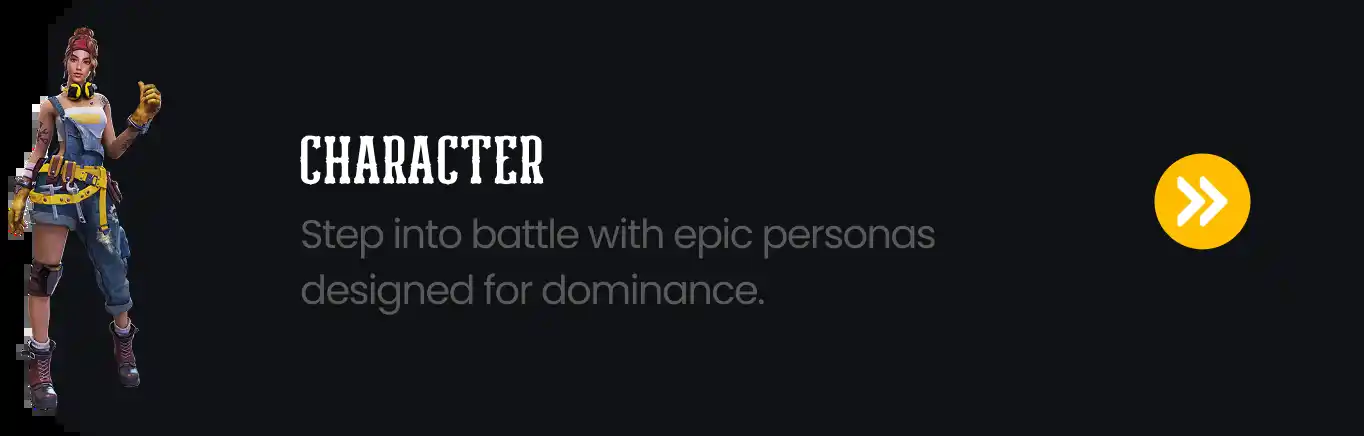 CHARACTER
Step into battle with epic personas
designed for dominance.